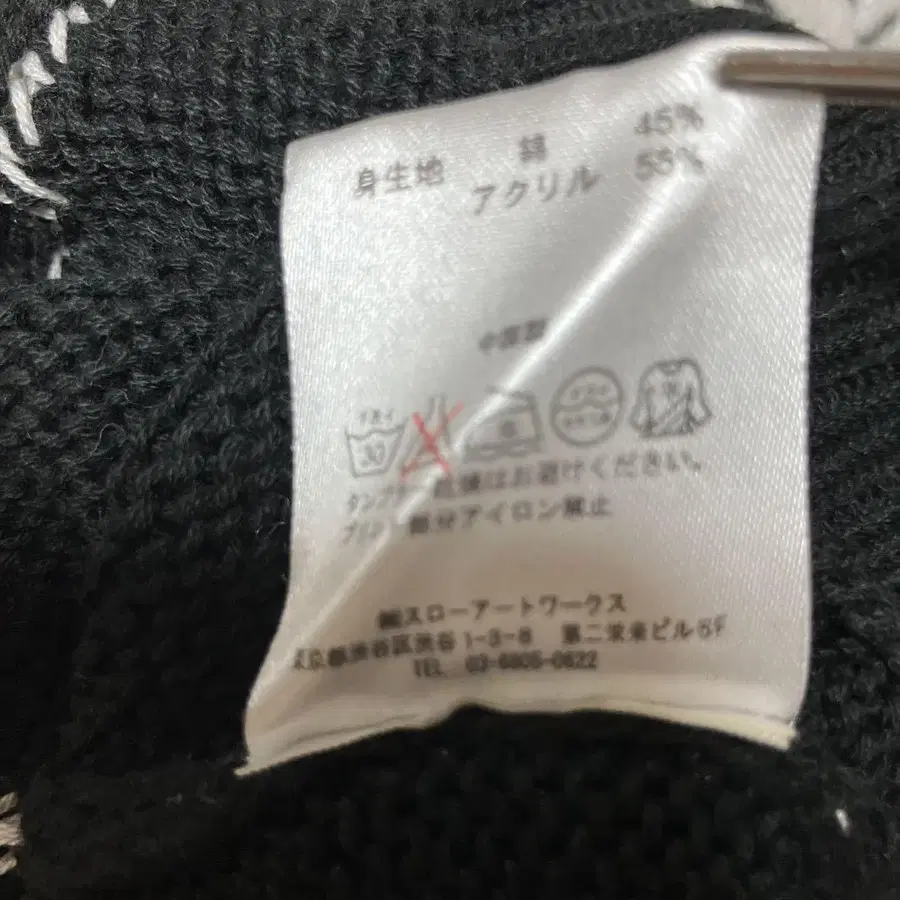 身生地 綿 45%
アクリル 55%
中国製
30
タンブラー乾燥はお避けください。
プリント部分アイロン禁止
㈱スローアートワークス
東京都渋谷区渋谷1-3-8 第二栄来ビル5F
TEL 03-6805-0622